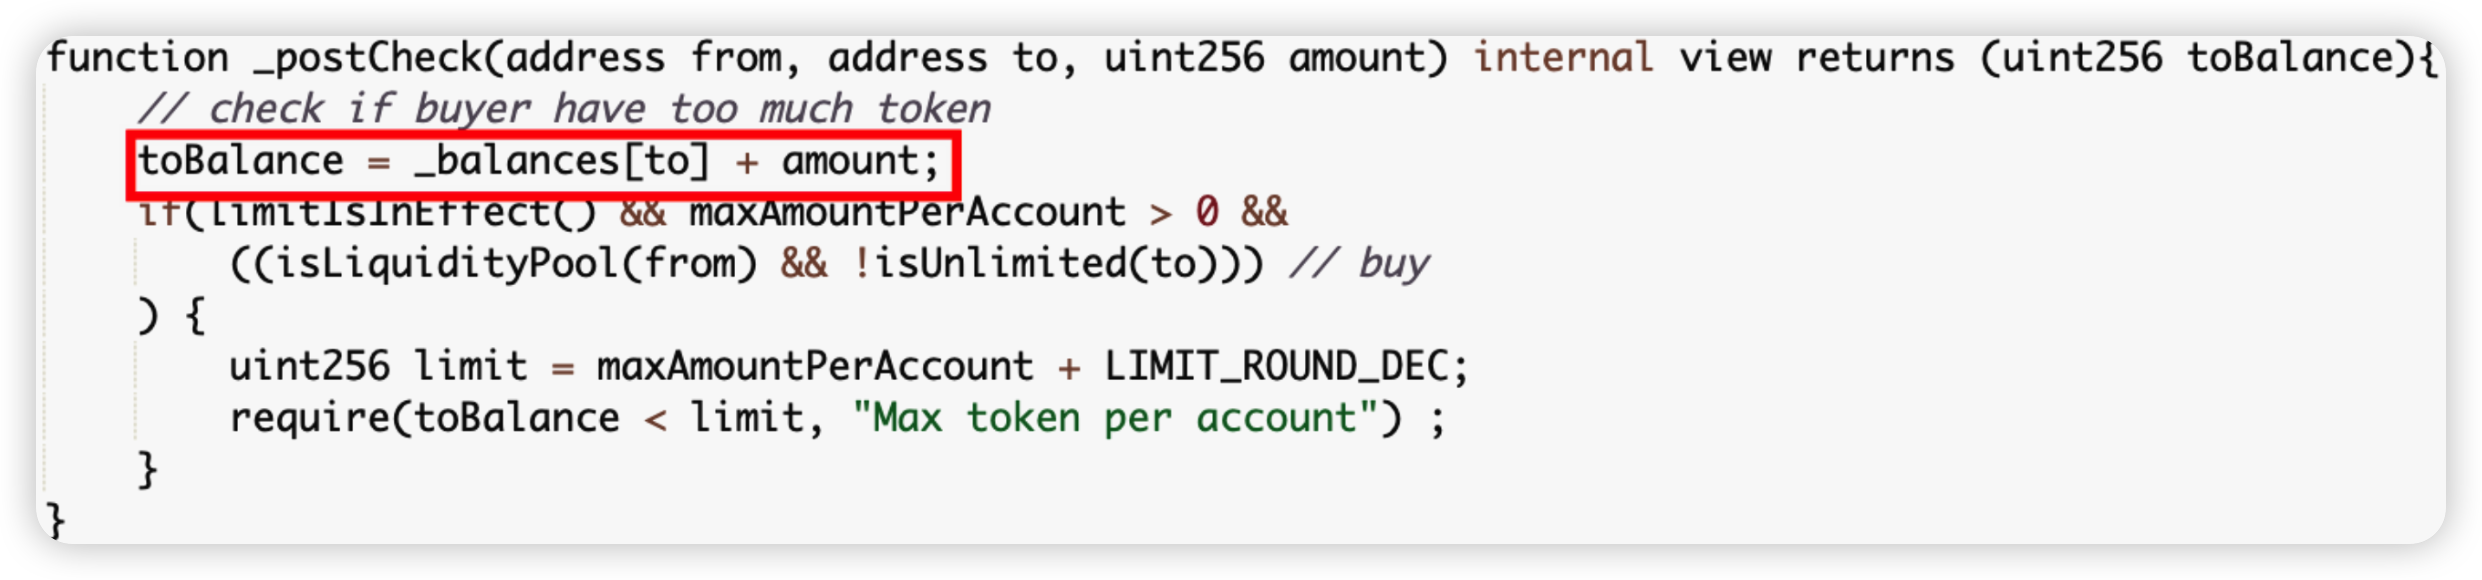 function _postCheck(address from, address to, uint256 amount) internal view returns (uint256 toBalance){
// check if buyer have too much token
toBalance = _balances[to] + amount;
if(limitIsInEffect() && maxAmountPerAccount > 0 &&
((isLiquidityPool(from) && !isUnlimited(to))) // buy
) {
uint256 limit = maxAmountPerAccount + LIMIT_ROUND_DEC;
require(toBalance < limit, "Max token per account") ;
}
}